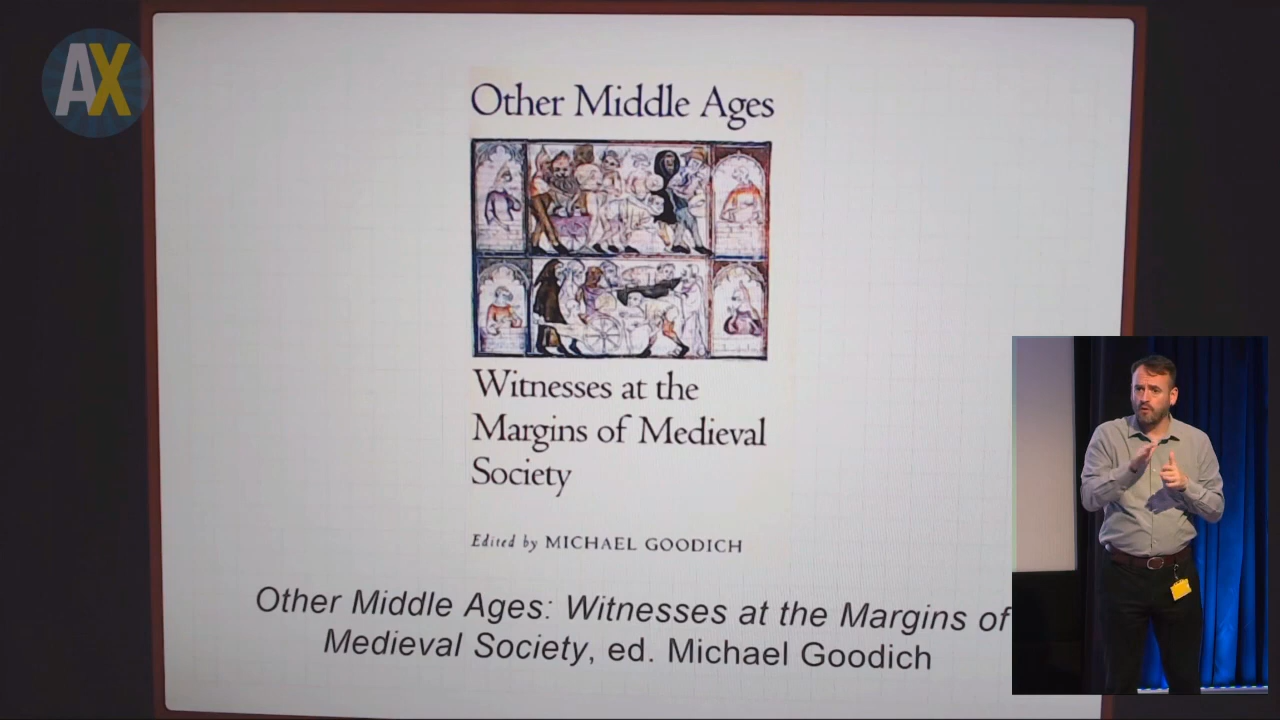 AX
Other Middle Ages
Witnesses at the
Margins of Medieval
Society
Edited by MICHAEL GOODICH
Other Middle Ages: Witnesses at the Margins of
Medieval Society, ed. Michael Goodich